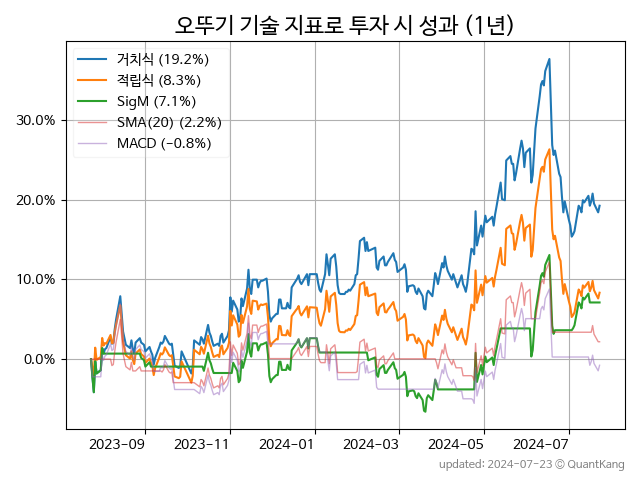 오뚜기 기술 지표로 투자 시 성과 (1년)
거치식 (19.2%)
적립식 (8.3%)
SigM (7.1%)
SMA(20) (2.2%)
MACD (-0.8%)
30.0%
20.0%
10.0%
0.0%
2023-09 2023-11 2024-01 2024-03 2024-05 2024-07
updated: 2024-07-23 © QuantKang